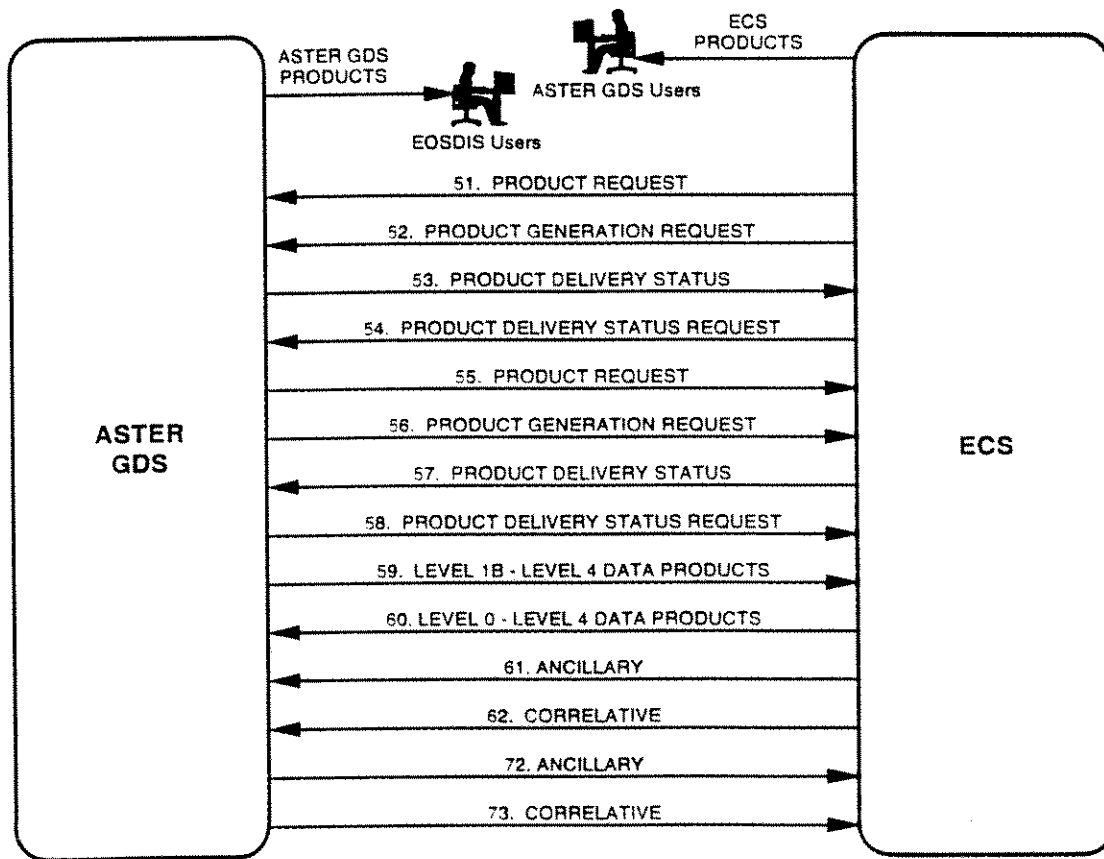 ECS
PRODUCTS
ASTER GDS
PRODUCTS
ASTER GDS Users
EOSDIS Users
51. PRODUCT REQUEST
52. PRODUCT GENERATION REQUEST
53. PRODUCT DELIVERY STATUS
54. PRODUCT DELIVERY STATUS REQUEST
55. PRODUCT REQUEST
56. PRODUCT GENERATION REQUEST
57. PRODUCT DELIVERY STATUS
58. PRODUCT DELIVERY STATUS REQUEST
59. LEVEL 1B - LEVEL 4 DATA PRODUCTS
60. LEVEL 0 - LEVEL 4 DATA PRODUCTS
61. ANCILLARY
62. CORRELATIVE
72. ANCILLARY
73. CORRELATIVE
ASTER
GDS
ECS